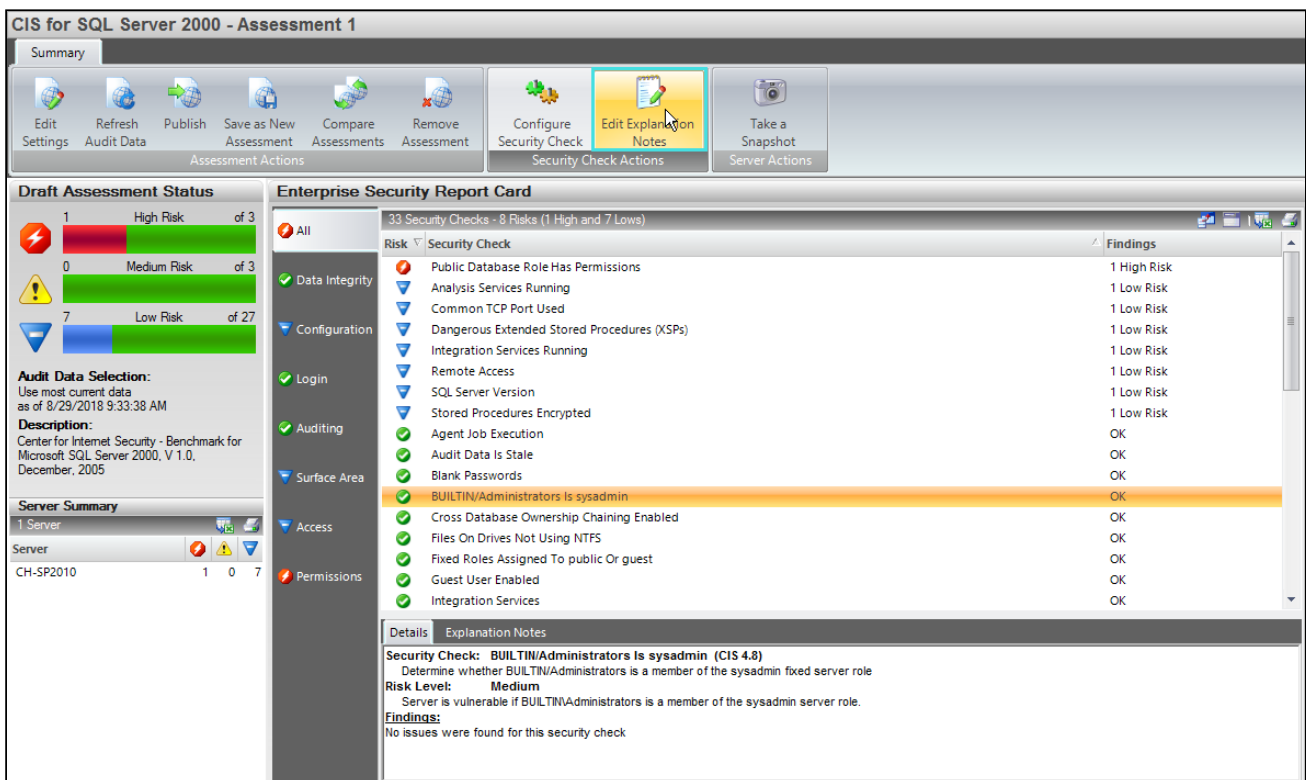 CIS for SQL Server 2000 - Assessment 1
Summary
Edit Settings
Refresh Audit Data
Publish
Save as New Assessment
Compare Assessments
Remove Assessment
Assessment Actions
Configure Security Check
Edit Explanation Notes
Security Check Actions
Take a Snapshot
Server Actions
Draft Assessment Status
1 High Risk of 3
0 Medium Risk of 3
7 Low Risk of 27
Audit Data Selection:
Use most current data
as of 8/29/2018 9:33:38 AM
Description:
Center for Internet Security - Benchmark for
Microsoft SQL Server 2000, V 1.0,
December, 2005
Server Summary
1 Server
Server
CH-SP2010 1 0 7
Enterprise Security Report Card
All
Data Integrity
Configuration
Login
Auditing
Surface Area
Access
Permissions
33 Security Checks - 8 Risks (1 High and 7 Lows)
Risk Security Check Findings
Public Database Role Has Permissions 1 High Risk
Analysis Services Running 1 Low Risk
Common TCP Port Used 1 Low Risk
Dangerous Extended Stored Procedures (XSPs) 1 Low Risk
Integration Services Running 1 Low Risk
Remote Access 1 Low Risk
SQL Server Version 1 Low Risk
Stored Procedures Encrypted 1 Low Risk
Agent Job Execution OK
Audit Data Is Stale OK
Blank Passwords OK
BUILTIN/Administrators Is sysadmin OK
Cross Database Ownership Chaining Enabled OK
Files On Drives Not Using NTFS OK
Fixed Roles Assigned To public Or guest OK
Guest User Enabled OK
Integration Services OK
Details Explanation Notes
Security Check: BUILTIN/Administrators Is sysadmin (CIS 4.8)
Determine whether BUILTIN/Administrators is a member of the sysadmin fixed server role
Risk Level: Medium
Server is vulnerable if BUILTIN\Administrators is a member of the sysadmin server role.
Findings:
No issues were found for this security check